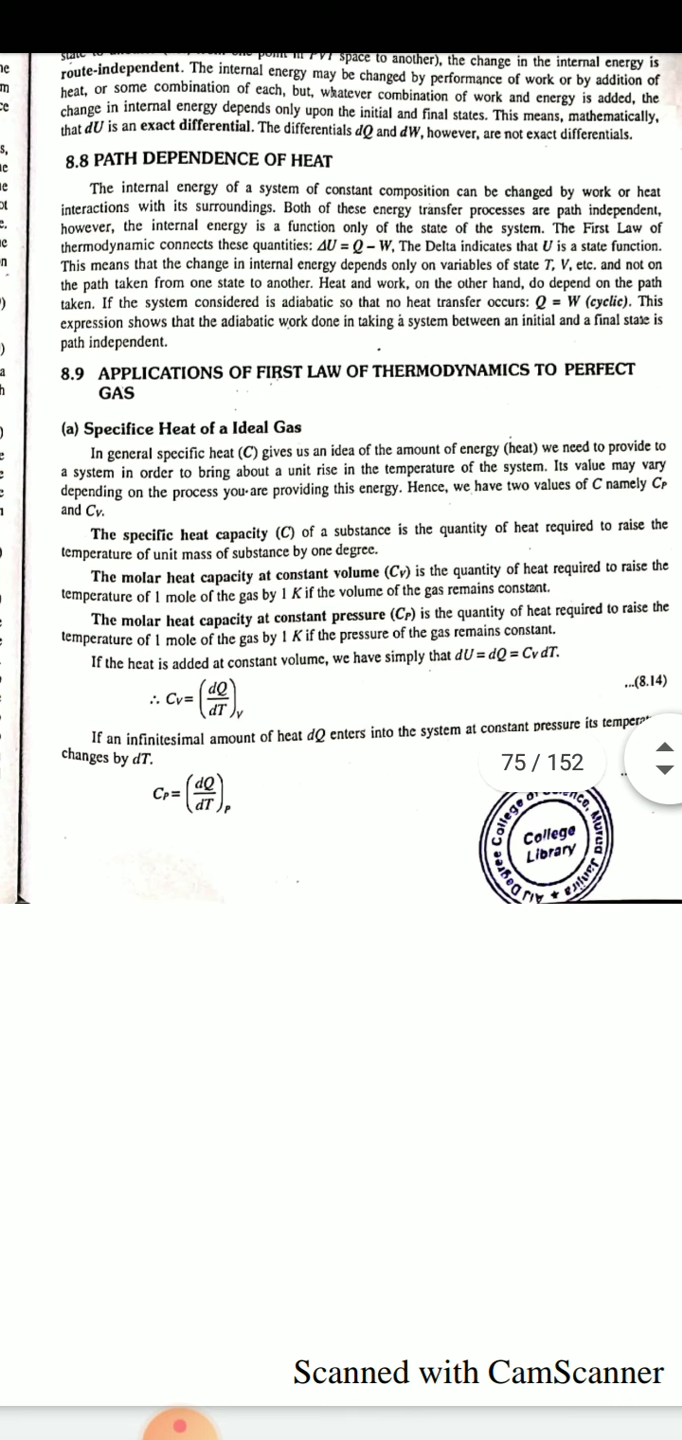 space to another), the change in the internal energy is
route-independent. The internal energy may be changed by performance of work or by addition of
heat, or some combination of each, but, whatever combination of work and energy is added, the
change in internal energy depends only upon the initial and final states. This means, mathematically,
that dU is an exact differential. The differentials dQ and dW, however, are not exact differentials.
8.8 PATH DEPENDENCE OF HEAT
The internal energy of a system of constant composition can be changed by work or heat
interactions with its surroundings. Both of these energy transfer processes are path independent,
however, the internal energy is a function only of the state of the system. The First Law of
thermodynamic connects these quantities: ΔU = Q – W, The Delta indicates that U is a state function.
This means that the change in internal energy depends only on variables of state T, V, etc. and not on
the path taken from one state to another. Heat and work, on the other hand, do depend on the path
taken. If the system considered is adiabatic so that no heat transfer occurs: Q = W (cyclic). This
expression shows that the adiabatic work done in taking a system between an initial and a final state is
path independent.
8.9 APPLICATIONS OF FIRST LAW OF THERMODYNAMICS TO PERFECT
GAS
(a) Specifice Heat of a Ideal Gas
In general specific heat (C) gives us an idea of the amount of energy (heat) we need to provide to
a system in order to bring about a unit rise in the temperature of the system. Its value may vary
depending on the process you are providing this energy. Hence, we have two values of C namely CP
and CV.
The specific heat capacity (C) of a substance is the quantity of heat required to raise the
temperature of unit mass of substance by one degree.
The molar heat capacity at constant volume (CV) is the quantity of heat required to raise the
temperature of 1 mole of the gas by 1 K if the volume of the gas remains constant.
The molar heat capacity at constant pressure (CP) is the quantity of heat required to raise the
temperature of 1 mole of the gas by 1 K if the pressure of the gas remains constant.
If the heat is added at constant volume, we have simply that dU = dQ = CV dT.
∴ CV = (dQ/dT)V ...(8.14)
If an infinitesimal amount of heat dQ enters into the system at constant pressure its
changes by dT.
75 / 152
CP = (dQ/dT)P
College
Library
Degree College of
Murud Janjira
Scanned with CamScanner